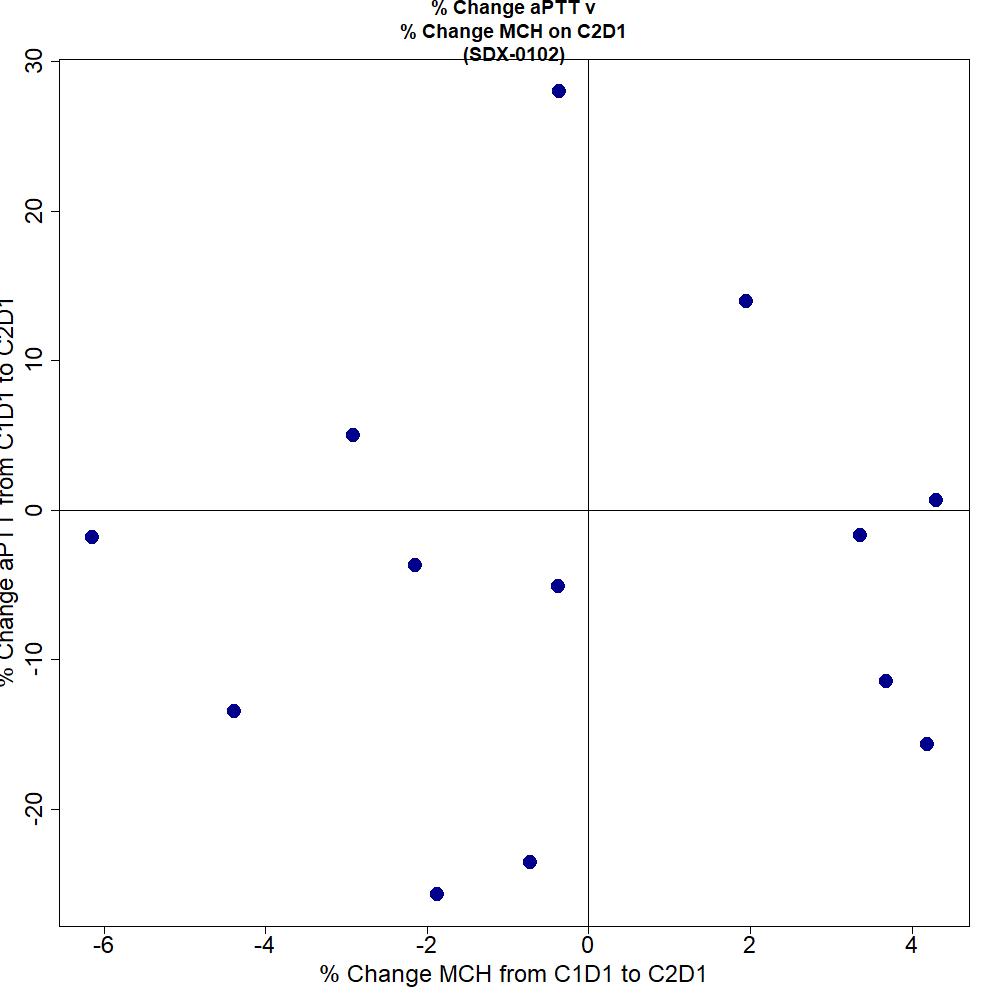 % Change aPTT v
% Change MCH on C2D1
(SDX-0102)
30
20
10
0
-10
-20
% Change aPTT from C1D1 to C2D1
-6
-4
-2
0
2
4
% Change MCH from C1D1 to C2D1